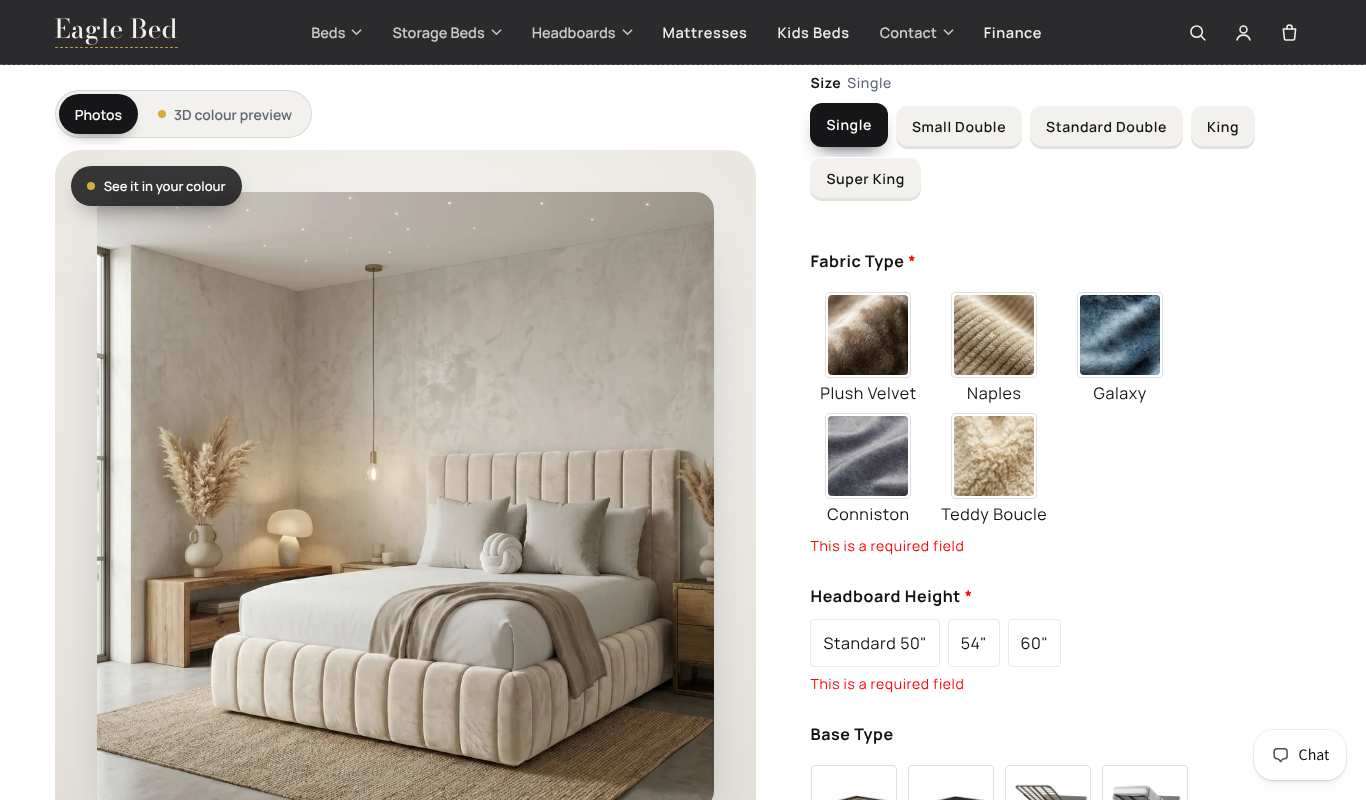 Eagle Bed
Beds
Storage Beds
Headboards
Mattresses
Kids Beds
Contact
Finance
Photos
3D colour preview
See it in your colour
Size Single
Single
Small Double
Standard Double
King
Super King
Fabric Type *
Plush Velvet
Naples
Galaxy
Conniston
Teddy Boucle
This is a required field
Headboard Height *
Standard 50"
54"
60"
This is a required field
Base Type
Chat